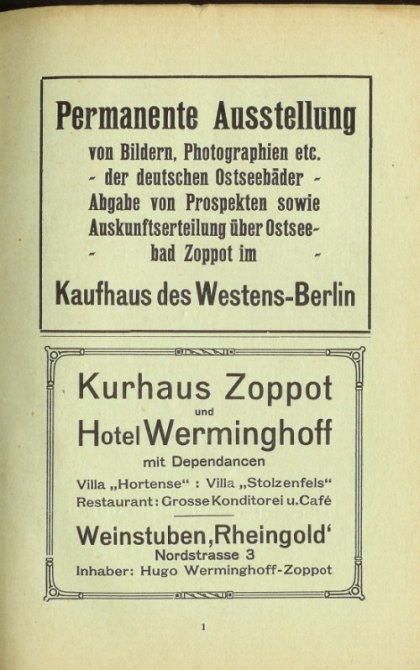 Permanente Ausstellung
von Bildern, Photographien etc.
- der deutschen Ostseebäder -
Abgabe von Prospekten sowie
Auskunftserteilung über Ostsee-
- bad Zoppot im -
Kaufhaus des Westens-Berlin
Kurhaus Zoppot
und
Hotel Werminghoff
mit Dependancen
Villa „Hortense“ : Villa „Stolzenfels“
Restaurant: Grosse Konditorei u. Café
Weinstuben ‚Rheingold‘
Nordstrasse 3
Inhaber: Hugo Werminghoff-Zoppot
1